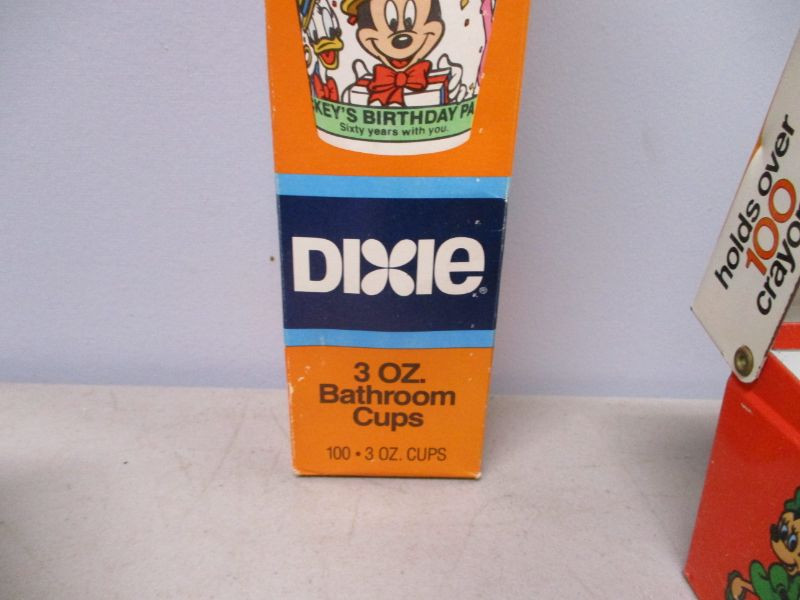 KEY'S BIRTHDAY PA
Sixty years with you.
DIXIE
3 OZ.
Bathroom
Cups
100 • 3 OZ. CUPS
holds over
100
crayo